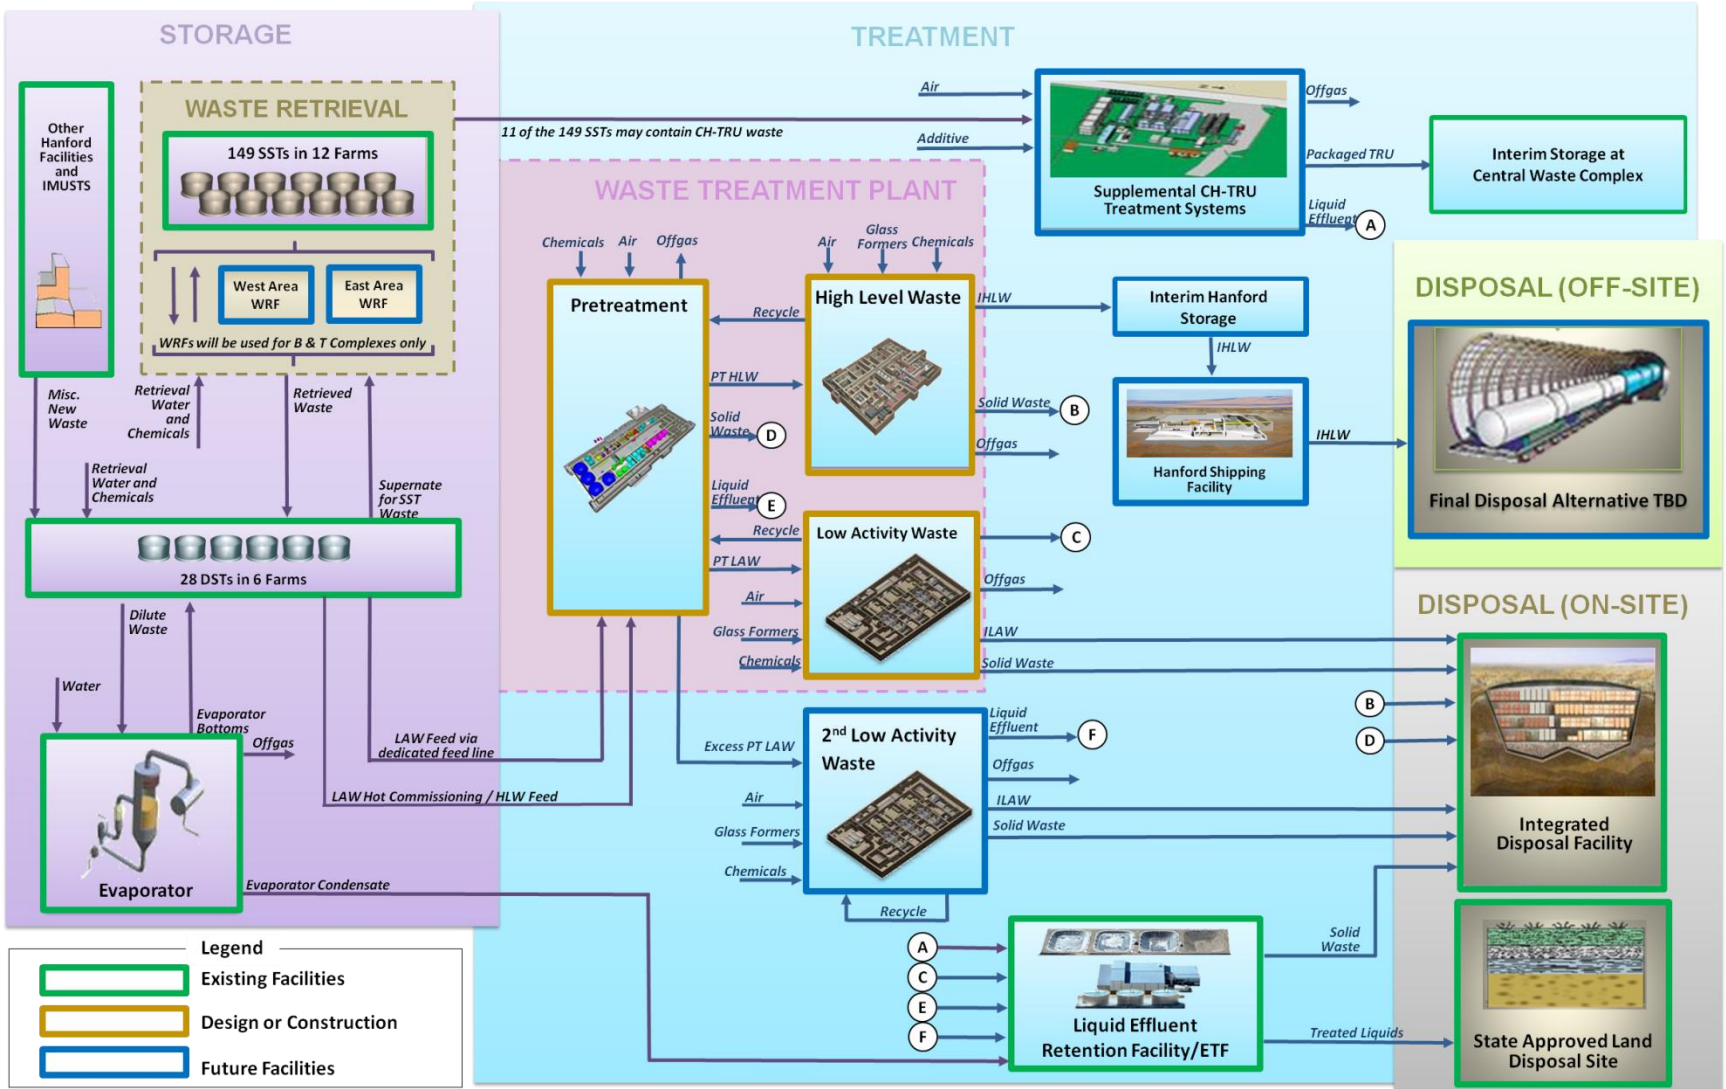 STORAGE
Other
Hanford
Facilities
and
IMUSTS
WASTE RETRIEVAL
149 SSTs in 12 Farms
West Area
WRF
East Area
WRF
WRFs will be used for B & T Complexes only
Misc.
New
Waste
Retrieval
Water
and
Chemicals
Retrieved
Waste
Retrieval
Water and
Chemicals
Supernate
for SST
Waste
28 DSTs in 6 Farms
Dilute
Waste
Water
Evaporator
Bottoms
Offgas
LAW Feed via
dedicated feed line
LAW Hot Commissioning / HLW Feed
Evaporator
Evaporator Condensate
Legend
Existing Facilities
Design or Construction
Future Facilities
TREATMENT
11 of the 149 SSTs may contain CH-TRU waste
Air
Additive
Supplemental CH-TRU
Treatment Systems
Offgas
Packaged TRU
Liquid
Effluent
A
Interim Storage at
Central Waste Complex
WASTE TREATMENT PLANT
Chemicals
Air
Offgas
Pretreatment
Air
Glass
Formers
Chemicals
High Level Waste
Recycle
PT HLW
Solid
Waste
D
Liquid
Effluent
E
Recycle
PT LAW
Air
Glass Formers
Chemicals
IHLW
Solid Waste
B
Offgas
Low Activity Waste
C
Offgas
ILAW
Solid Waste
Interim Hanford
Storage
IHLW
Hanford Shipping
Facility
IHLW
Excess PT LAW
Air
Glass Formers
Chemicals
2nd Low Activity
Waste
Liquid
Effluent
F
Offgas
ILAW
Solid Waste
Recycle
A
C
E
F
Liquid Effluent
Retention Facility/ETF
Solid
Waste
Treated Liquids
DISPOSAL (OFF-SITE)
Final Disposal Alternative TBD
DISPOSAL (ON-SITE)
B
D
Integrated
Disposal Facility
State Approved Land
Disposal Site